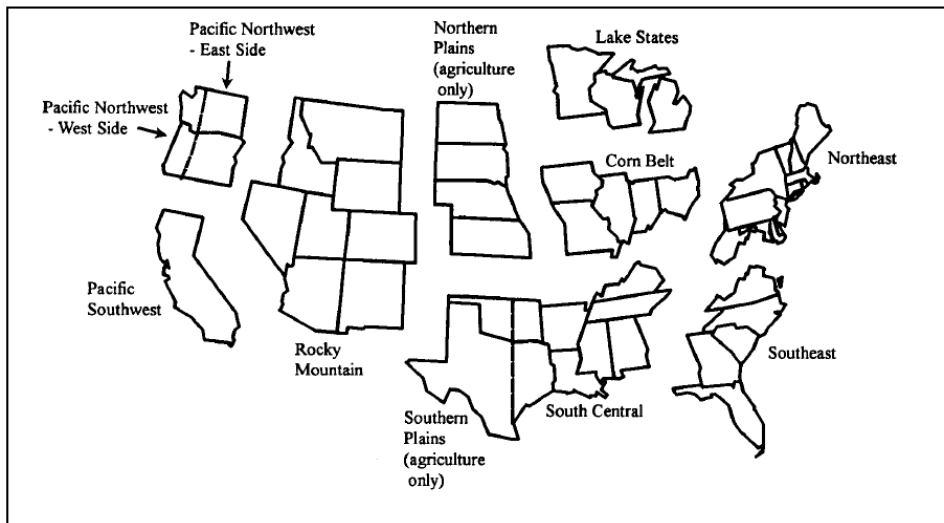 Pacific Northwest
- East Side
Pacific Northwest
- West Side
Northern
Plains
(agriculture
only)
Lake States
Corn Belt
Northeast
Pacific
Southwest
Rocky
Mountain
Southern
Plains
(agriculture
only)
South Central
Southeast